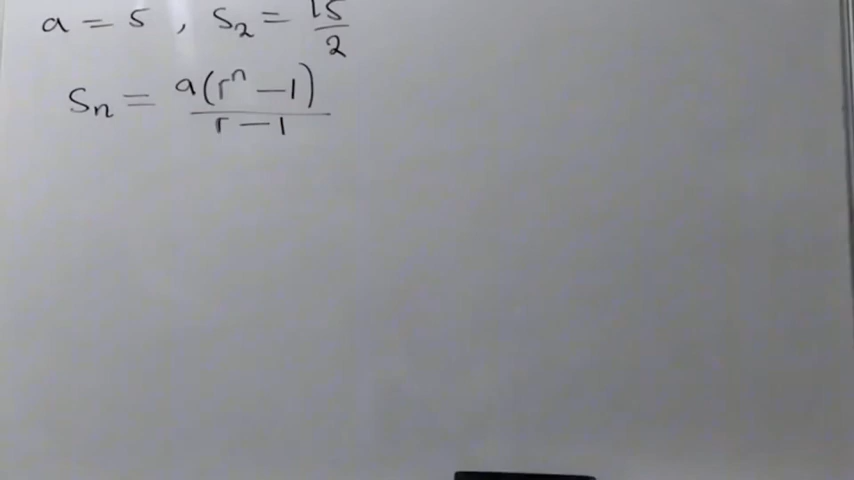 a = 5 , S₂ = 15/2
Sₙ = a(rⁿ − 1)/r − 1